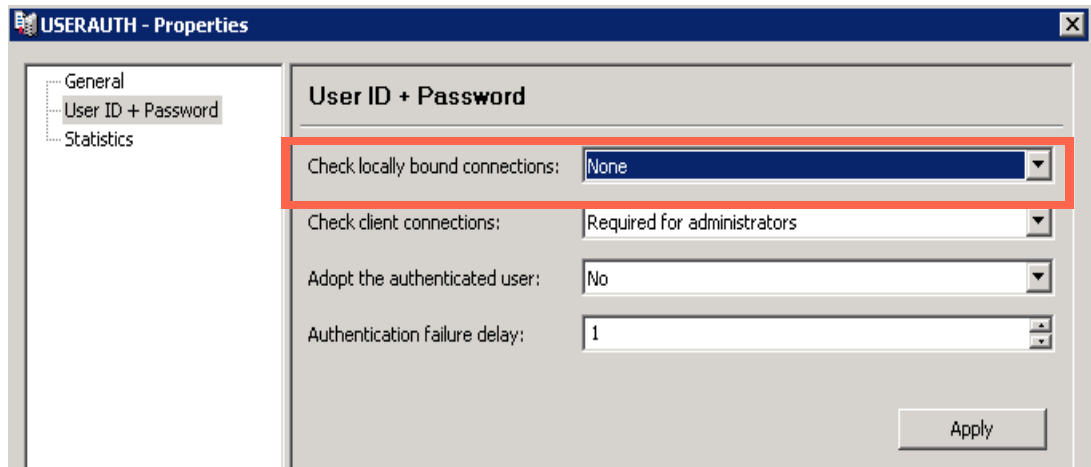 USERAUTH - Properties
General
User ID + Password
Statistics
User ID + Password
Check locally bound connections: None
Check client connections: Required for administrators
Adopt the authenticated user: No
Authentication failure delay: 1
Apply